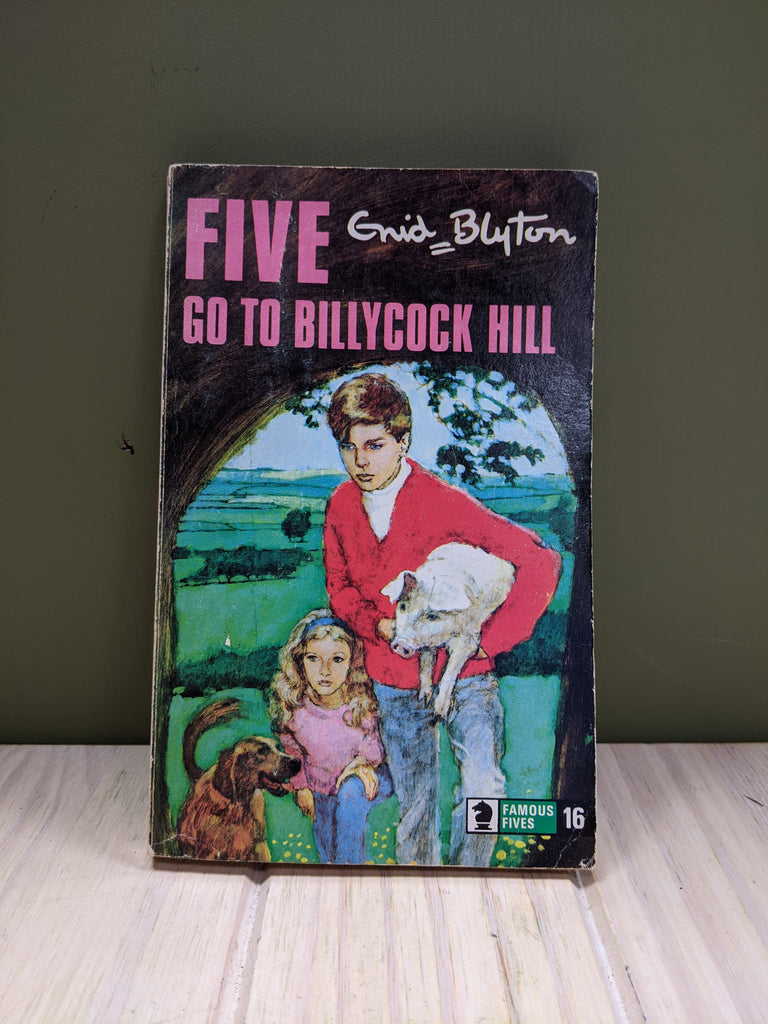 FIVE
Enid Blyton
GO TO BILLYCOCK HILL
FAMOUS
FIVES
16